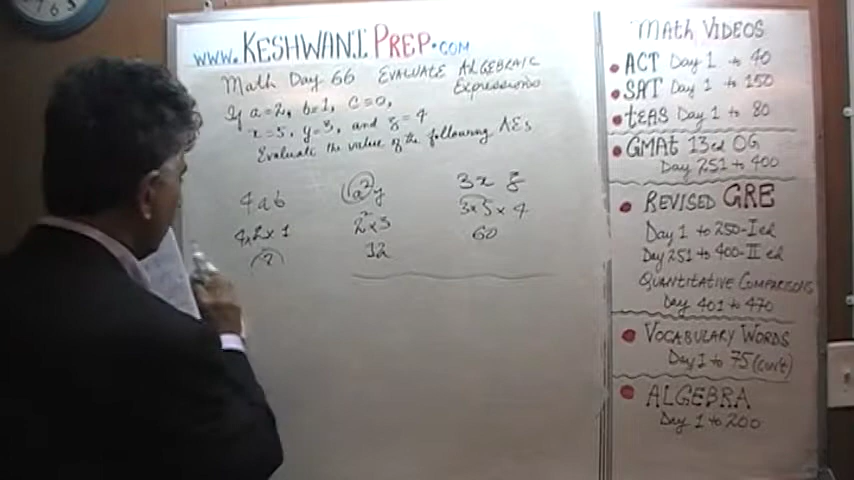 www.KESHWANI PREP.COM
Math Day 66 EVALUATE ALGEBRAIC
Expressions
If a=2, b=1, c=0,
x=5, y=3, and z=4
Evaluate the value of the following AEs
4ab
4x2x1
a²y
2²x3
12
3xz
3x5x4
60
MATH VIDEOS
ACT Day 1 to 40
SAT Day 1 to 150
tEAS Day 1 to 80
GMAt 13ed OG
DAY 251 to 400
REVISED GRE
Day 1 to 250-I ed
Day 251 to 400-II ed
QUANTITATIVE COMPARISONS
Day 401 to 470
VOCABULARY WORDS
Day 1 to 75 (con't)
ALGEBRA
Day 1 to 200